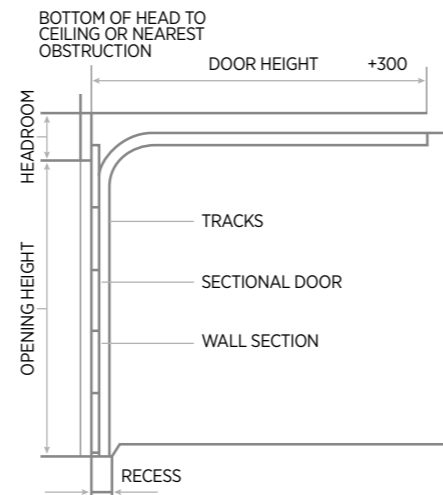 BOTTOM OF HEAD TO
CEILING OR NEAREST
OBSTRUCTION
DOOR HEIGHT +300
HEADROOM
TRACKS
SECTIONAL DOOR
OPENING HEIGHT
WALL SECTION
RECESS